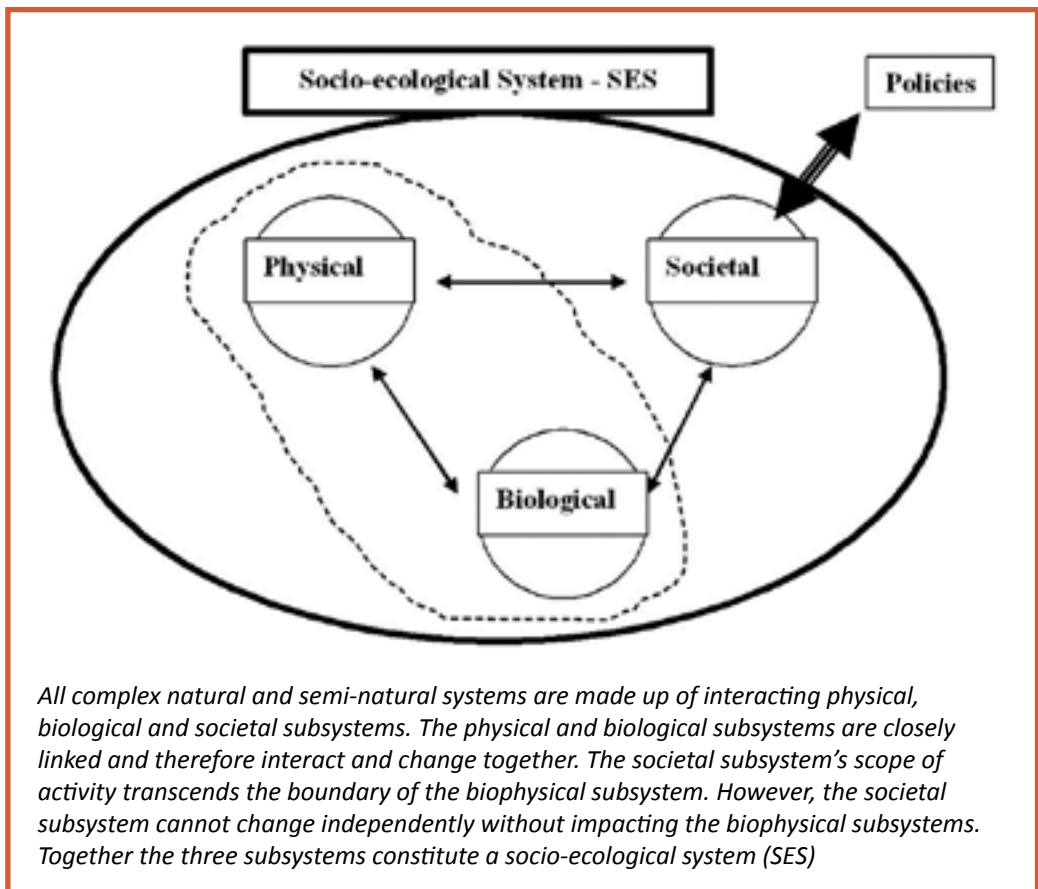 Socio-ecological System - SES
Policies
Physical
Societal
Biological
All complex natural and semi-natural systems are made up of interacting physical,
biological and societal subsystems. The physical and biological subsystems are closely
linked and therefore interact and change together. The societal subsystem’s scope of
activity transcends the boundary of the biophysical subsystem. However, the societal
subsystem cannot change independently without impacting the biophysical subsystems.
Together the three subsystems constitute a socio-ecological system (SES)